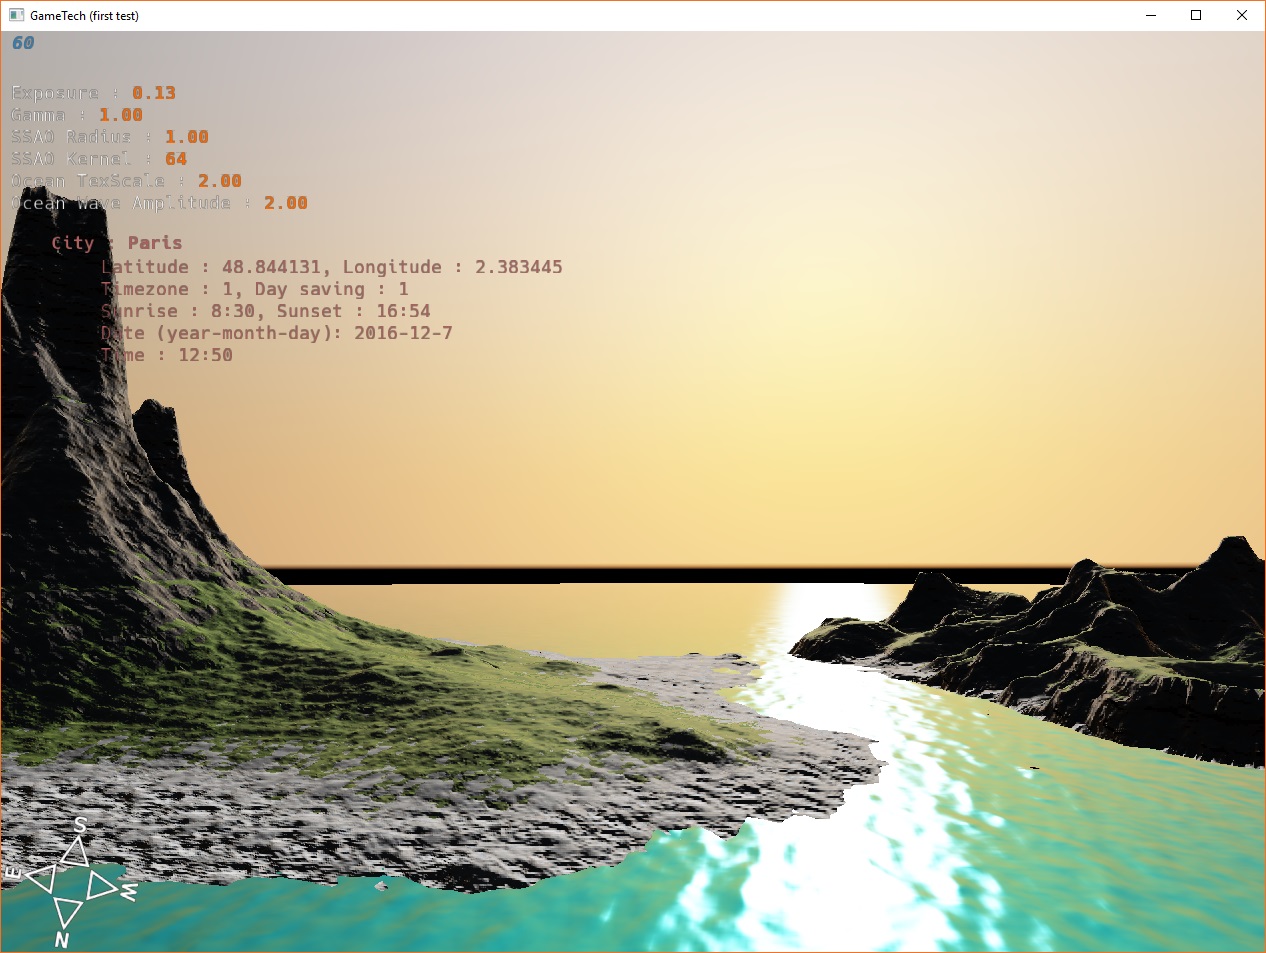 GameTech (first test)
60
Exposure : 0.13
Gamma : 1.00
SSAO Radius : 1.00
SSAO Kernel : 64
Ocean TexScale : 2.00
Ocean Wave Amplitude : 2.00
City : Paris
Latitude : 48.844131, Longitude : 2.383445
Timezone : 1, Day saving : 1
Sunrise : 8:30, Sunset : 16:54
Date (year-month-day): 2016-12-7
Time : 12:50
S
E
W
N